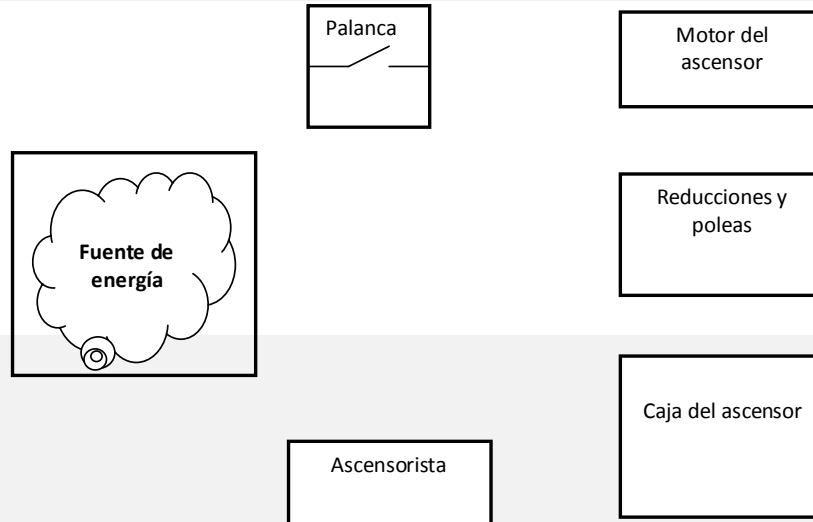 Palanca
Motor del
ascensor
Fuente de
energía
Reducciones y
poleas
Caja del ascensor
Ascensorista